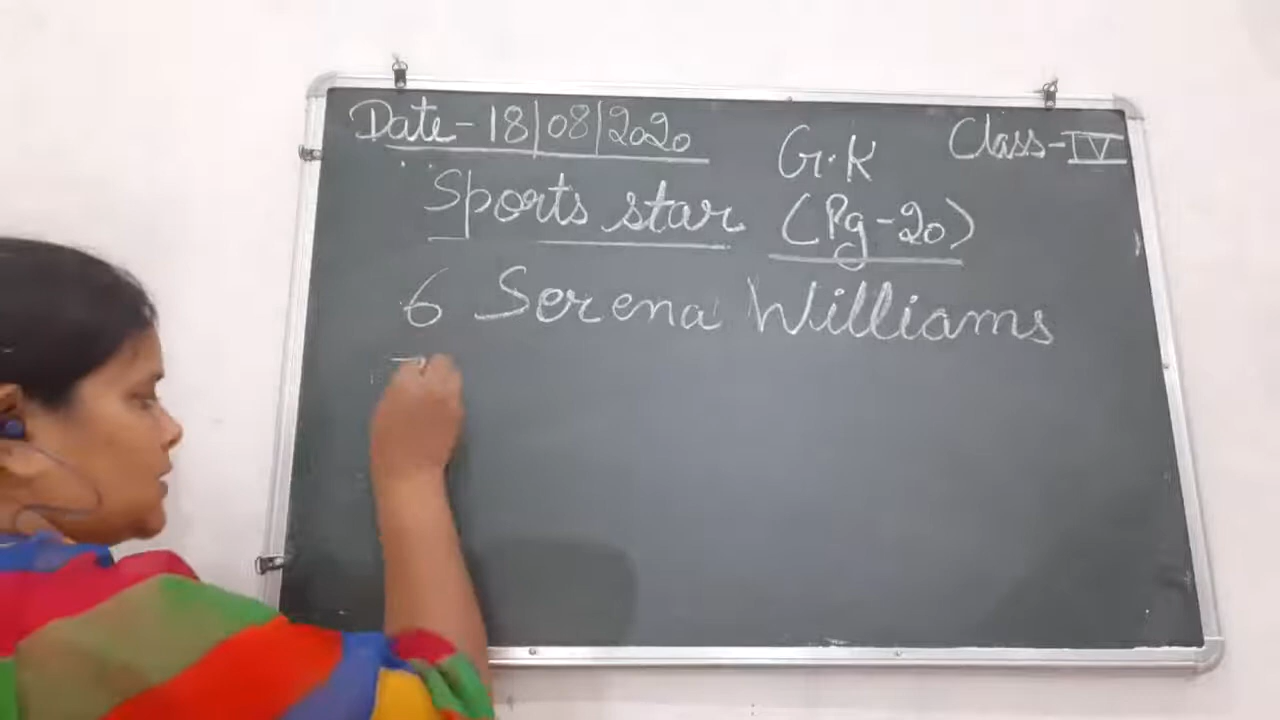 Date - 18|08|2020
G.K
Class - IV
Sports star (Pg - 20)
6 Serena Williams